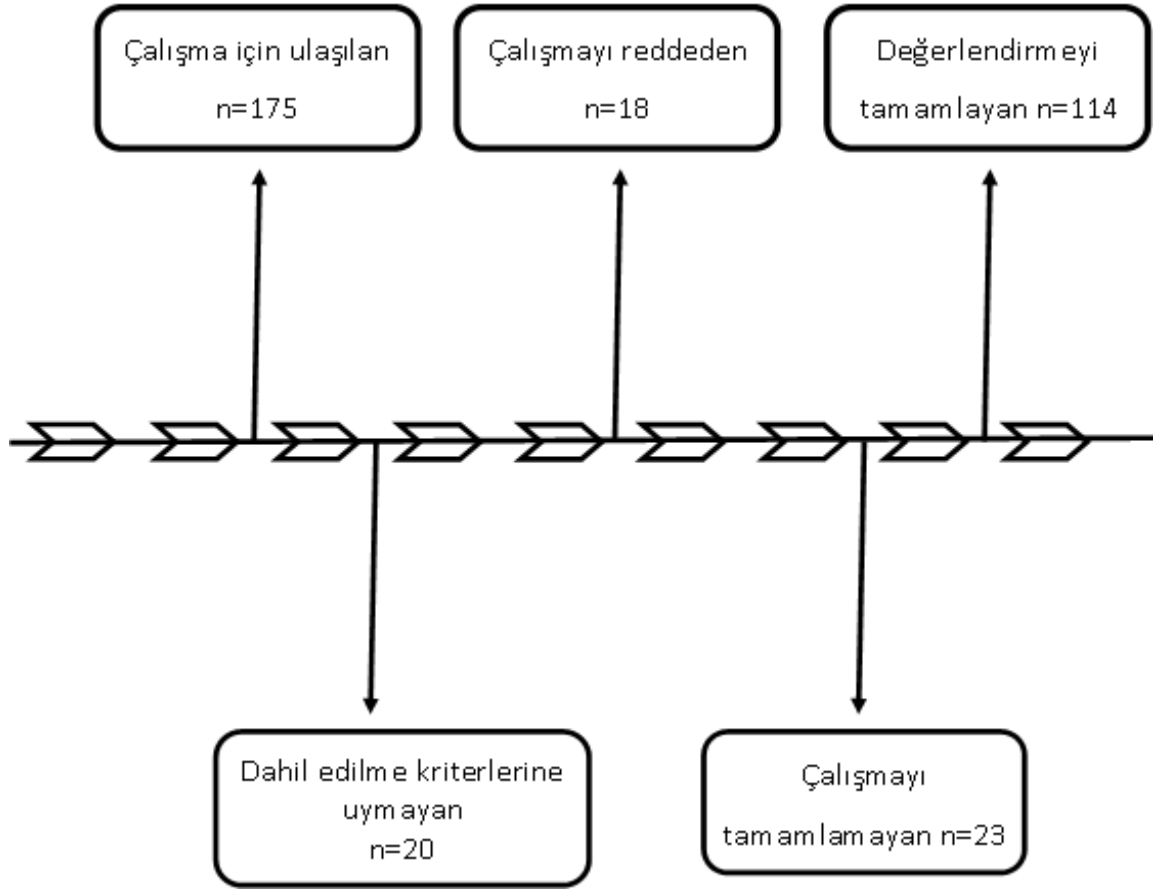 Çalışma için ulaşılan
n=175
Çalışmayı reddeden
n=18
Değerlendirmeyi
tamamlayan n=114
Dahil edilme kriterlerine
uymayan
n=20
Çalışmayı
tamamlamayan n=23